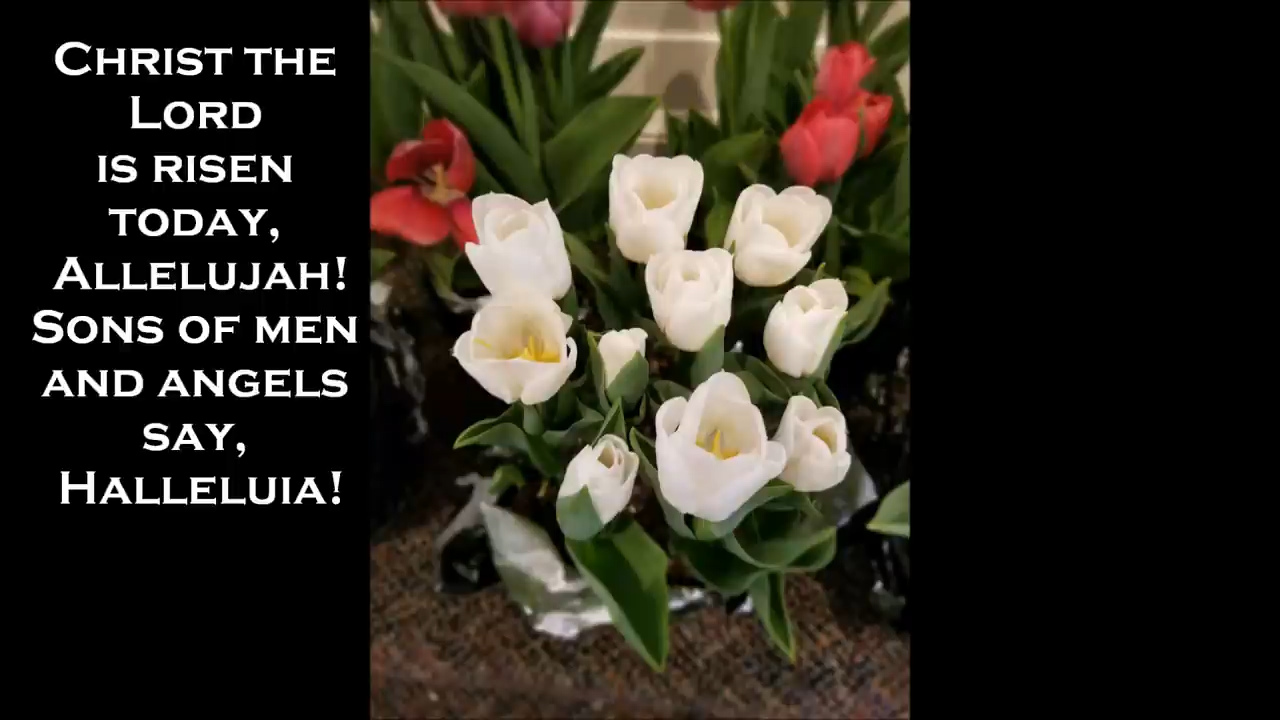 Christ the
Lord
is risen
today,
Allelujah!
Sons of men
and angels
say,
Halleluia!